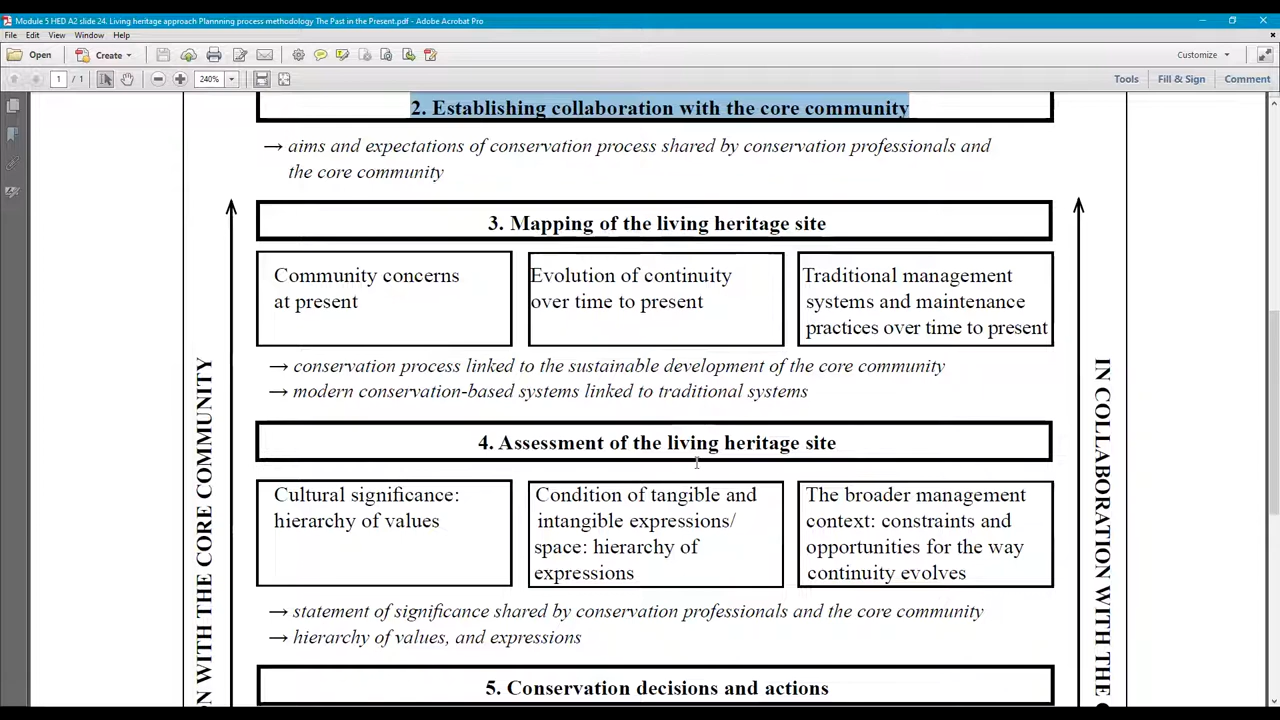 Module 5 HED A2 slide 24. Living heritage approach Plannning process methodology The Past in the Present.pdf - Adobe Acrobat Pro
File Edit View Window Help
Open Create Customize
1 / 1 240% Tools Fill & Sign Comment
2. Establishing collaboration with the core community
→ aims and expectations of conservation process shared by conservation professionals and
the core community
3. Mapping of the living heritage site
Community concerns
at present
Evolution of continuity
over time to present
Traditional management
systems and maintenance
practices over time to present
→ conservation process linked to the sustainable development of the core community
→ modern conservation-based systems linked to traditional systems
4. Assessment of the living heritage site
Cultural significance:
hierarchy of values
Condition of tangible and
intangible expressions/
space: hierarchy of
expressions
The broader management
context: constraints and
opportunities for the way
continuity evolves
→ statement of significance shared by conservation professionals and the core community
→ hierarchy of values, and expressions
5. Conservation decisions and actions
ON WITH THE CORE COMMUNITY
IN COLLABORATION WITH THE